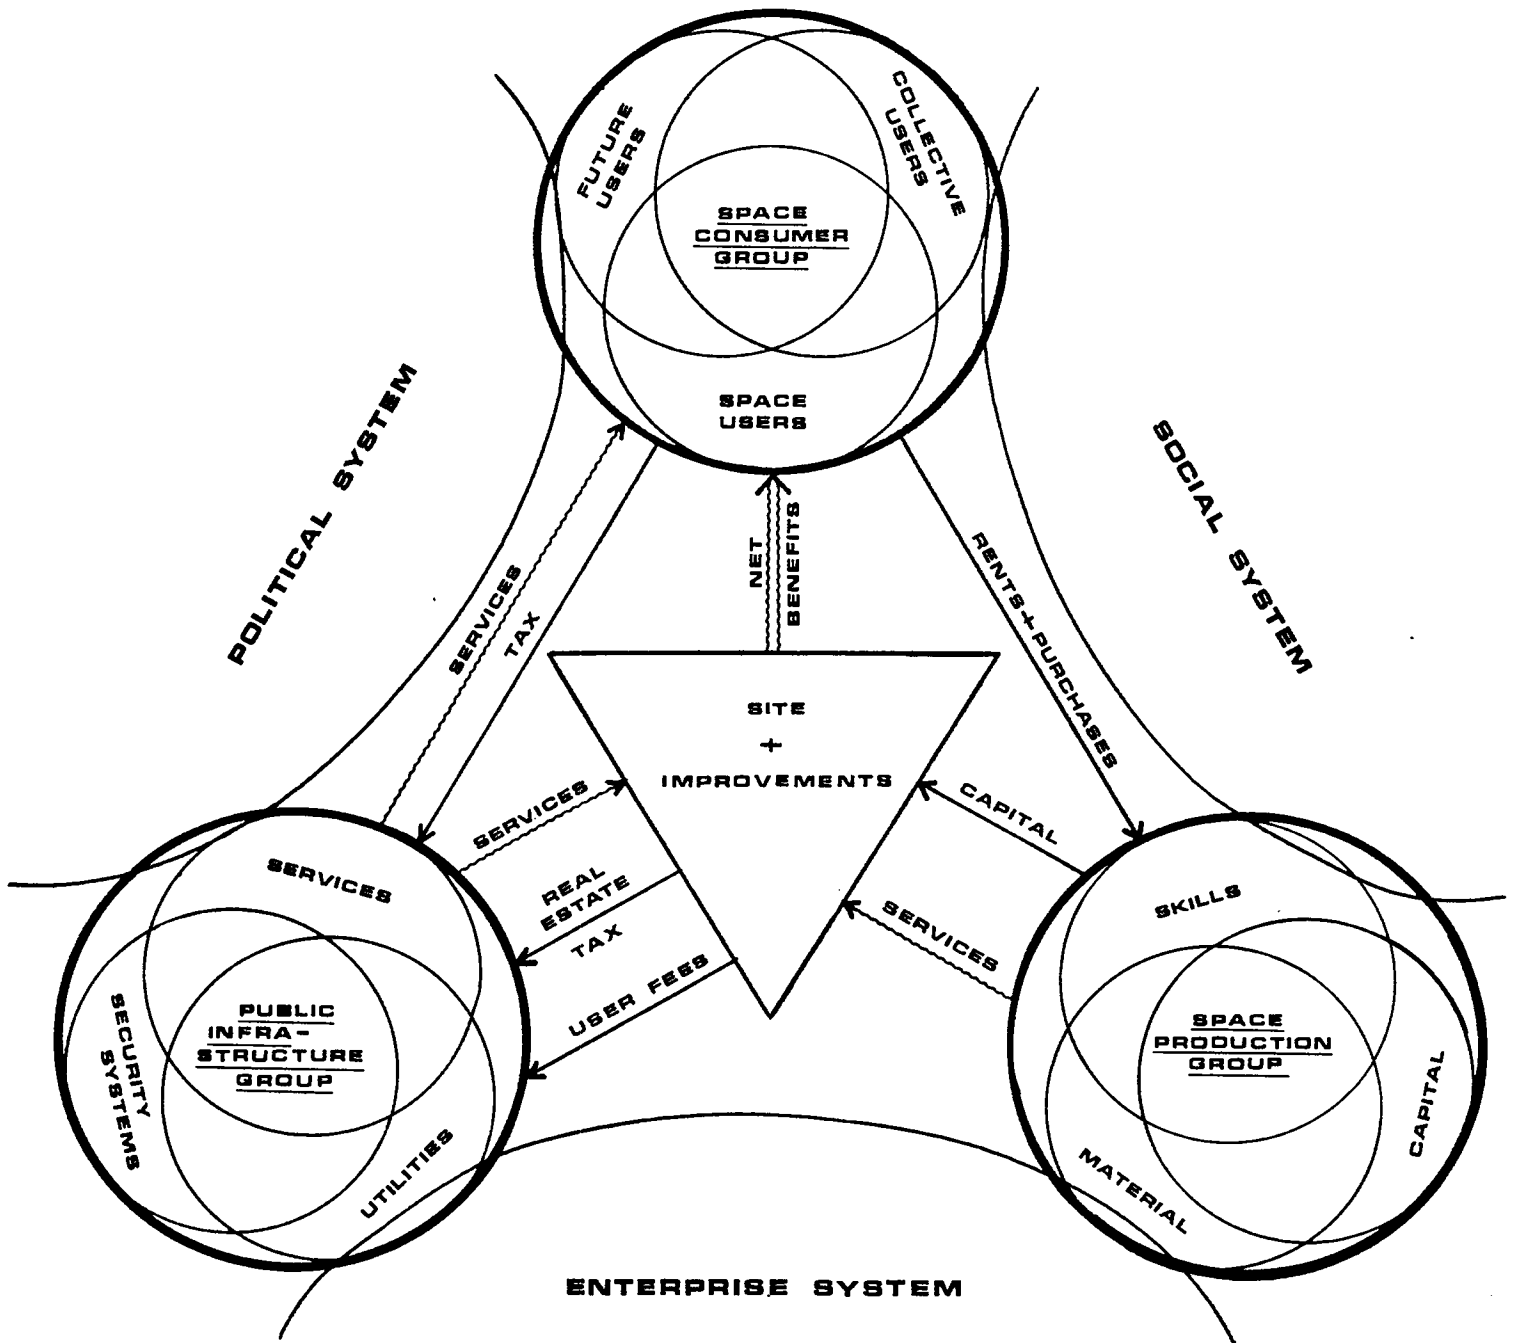 FUTURE
USERS
COLLECTIVE
USERS
SPACE
CONSUMER
GROUP
SPACE
USERS
POLITICAL SYSTEM
SOCIAL SYSTEM
SERVICES
TAX
NET
BENEFITS
RENTS + PURCHASES
SITE
+
IMPROVEMENTS
SERVICES
REAL
ESTATE
TAX
USER FEES
CAPITAL
SERVICES
SERVICES
SECURITY
SYSTEMS
PUBLIC
INFRA-
STRUCTURE
GROUP
UTILITIES
SKILLS
SPACE
PRODUCTION
GROUP
CAPITAL
MATERIAL
ENTERPRISE SYSTEM